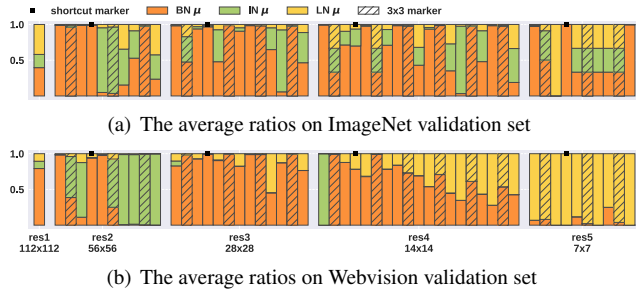 shortcut marker BN μ IN μ LN μ 3x3 marker
1.0
0.5
(a) The average ratios on ImageNet validation set
1.0
0.5
res1 res2 res3 res4 res5
112x112 56x56 28x28 14x14 7x7
(b) The average ratios on Webvision validation set